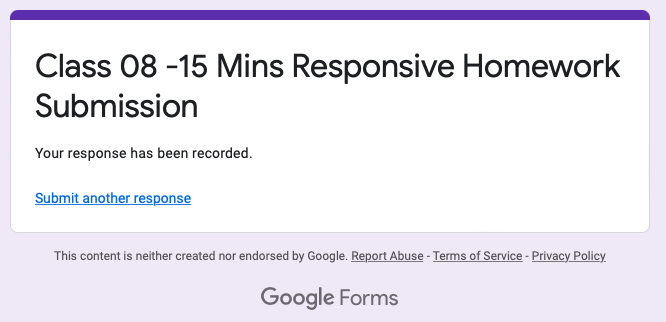 Class 08 -15 Mins Responsive Homework
Submission
Your response has been recorded.
Submit another response
This content is neither created nor endorsed by Google. Report Abuse - Terms of Service - Privacy Policy
Google Forms